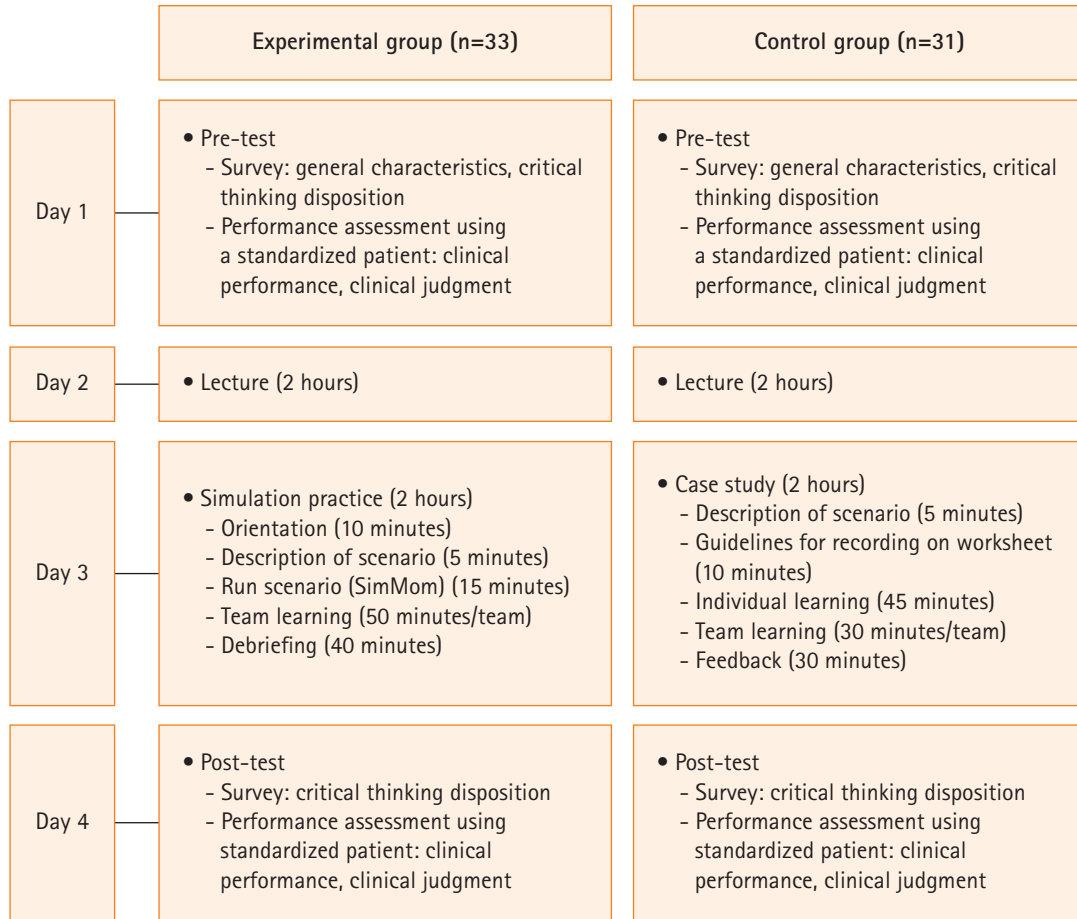 Experimental group (n=33)
Control group (n=31)
Day 1
• Pre-test
- Survey: general characteristics, critical
thinking disposition
- Performance assessment using
a standardized patient: clinical
performance, clinical judgment
• Pre-test
- Survey: general characteristics, critical
thinking disposition
- Performance assessment using
a standardized patient: clinical
performance, clinical judgment
Day 2
• Lecture (2 hours)
• Lecture (2 hours)
Day 3
• Simulation practice (2 hours)
- Orientation (10 minutes)
- Description of scenario (5 minutes)
- Run scenario (SimMom) (15 minutes)
- Team learning (50 minutes/team)
- Debriefing (40 minutes)
• Case study (2 hours)
- Description of scenario (5 minutes)
- Guidelines for recording on worksheet
(10 minutes)
- Individual learning (45 minutes)
- Team learning (30 minutes/team)
- Feedback (30 minutes)
Day 4
• Post-test
- Survey: critical thinking disposition
- Performance assessment using
standardized patient: clinical
performance, clinical judgment
• Post-test
- Survey: critical thinking disposition
- Performance assessment using
standardized patient: clinical
performance, clinical judgment